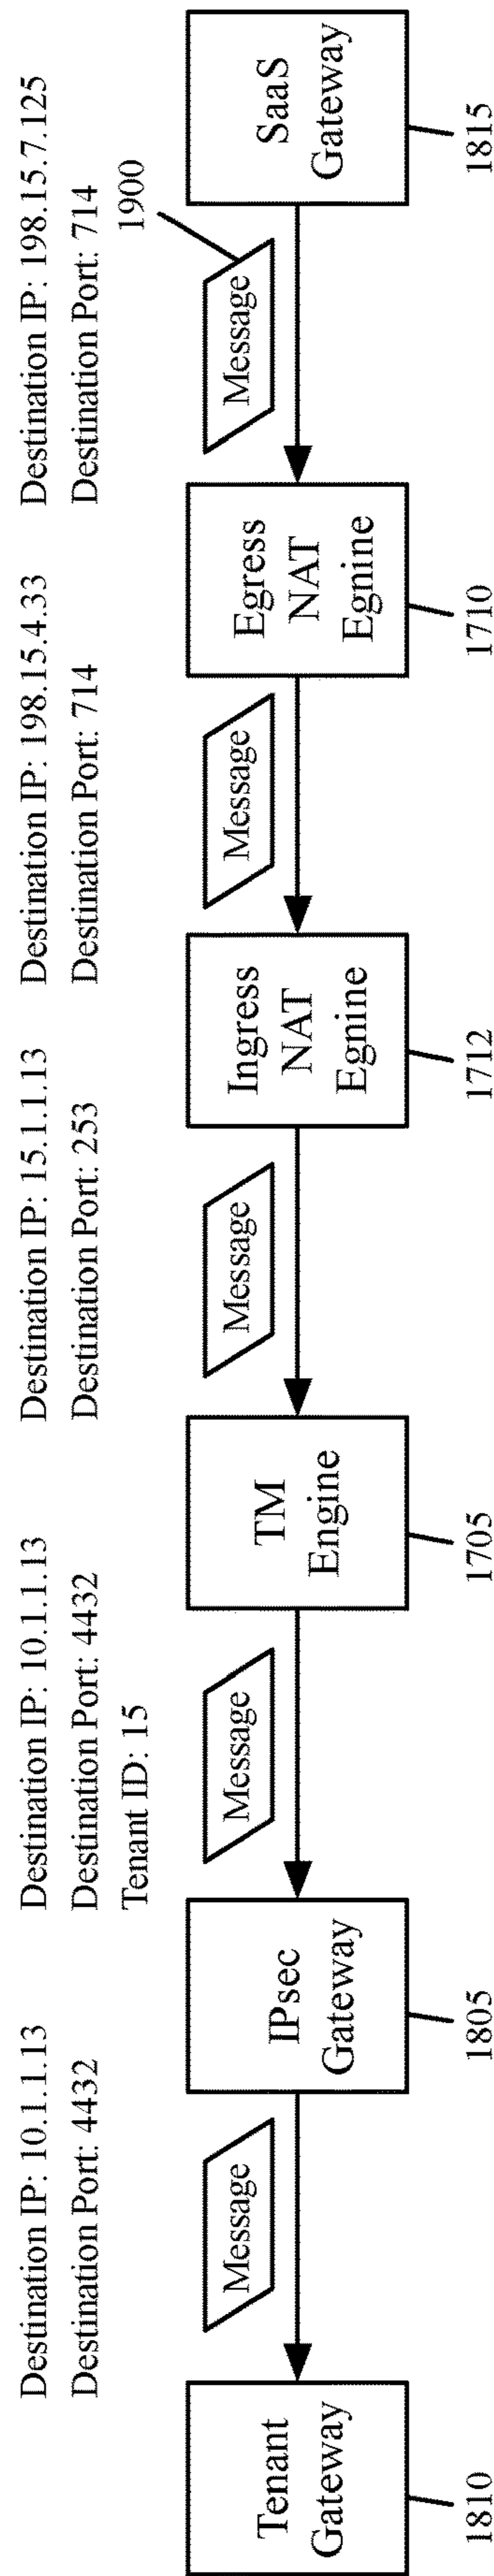 Destination IP: 10.1.1.13
Destination Port: 4432
Destination IP: 10.1.1.13
Destination Port: 4432
Tenant ID: 15
Destination IP: 15.1.1.13
Destination Port: 253
Destination IP: 198.15.4.33
Destination Port: 714
Destination IP: 198.15.7.125
Destination Port: 714
1900
Tenant
Gateway
Message
IPsec
Gateway
Message
TM
Engine
Message
Ingress
NAT
Egnine
Message
Egress
NAT
Egnine
Message
SaaS
Gateway
1810
1805
1705
1712
1710
1815